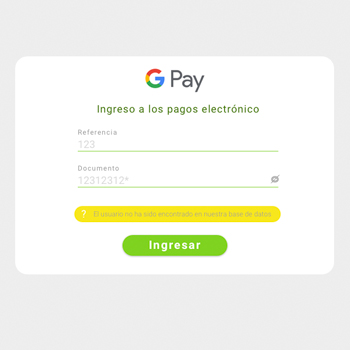 G Pay
Ingreso a los pagos electrónico
Referencia
123
Documento
12312312*
? El usuario no ha sido encontrado en nuestra base de datos
Ingresar